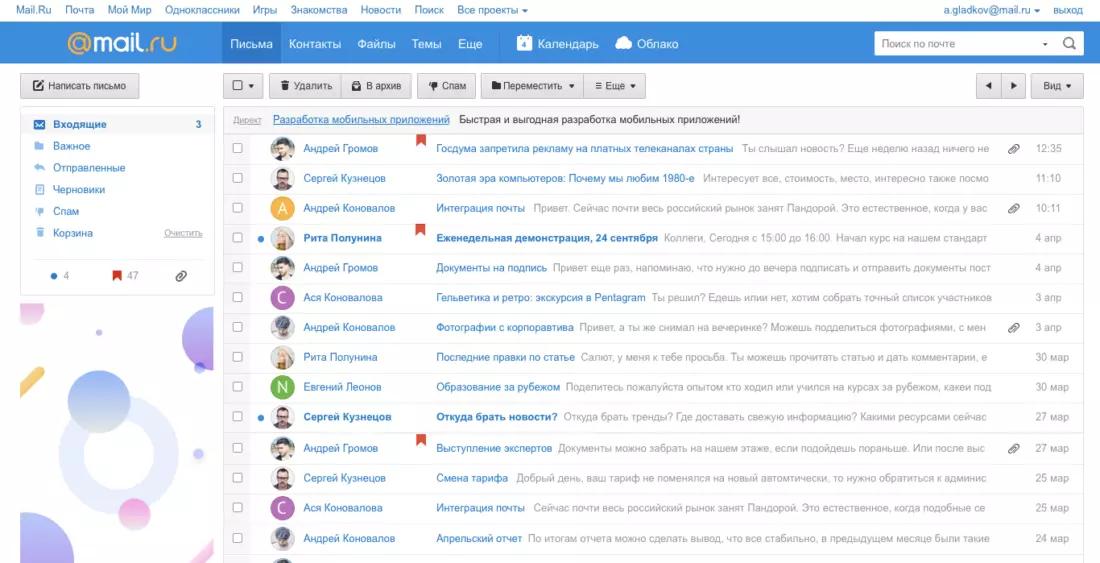 Mail.Ru Почта Мой Мир Одноклассники Игры Знакомства Новости Поиск Все проекты a.gladkov@mail.ru выход
@mail.ru Письма Контакты Файлы Темы Еще 4 Календарь Облако Поиск по почте
Написать письмо Удалить В архив Спам Переместить Еще Вид
Входящие 3
Важное
Отправленные
Черновики
Спам
Корзина Очистить
4 47
Директ Разработка мобильных приложений Быстрая и выгодная разработка мобильных приложений!
Андрей Громов Госдума запретила рекламу на платных телеканалах страны Ты слышал новость? Еще неделю назад ничего не 12:35
Сергей Кузнецов Золотая эра компьютеров: Почему мы любим 1980-е Интересует все, стоимость, место, интересно также посмо 11:10
А Андрей Коновалов Интеграция почты Привет. Сейчас почти весь российский рынок занят Пандорой. Это естественное, когда у вас 10:11
Рита Полунина Еженедельная демонстрация, 24 сентября Коллеги, Сегодня с 15:00 до 16:00 Начал курс на нашем стандарт 4 апр
Андрей Громов Документы на подпись Привет еще раз, напоминаю, что нужно до вечера подписать и отправить документы пост 4 апр
С Ася Коновалова Гельветика и ретро: экскурсия в Pentagram Ты решил? Едешь илии нет, хотим собрать точный список участников 3 апр
Андрей Коновалов Фотографии с корпоратива Привет, а ты же снимал на вечеринке? Можешь подделиться фотографиями, с мен 3 апр
Рита Полунина Последние правки по статье Салют, у меня к тебе просьба. Ты можешь прочитать статью и дать комментарии, е 30 мар
N Евгений Леонов Образование за рубежом Поделитесь пожалуйста опытом кто ходил или учился на курсах за рубежом, какеи под 30 мар
Сергей Кузнецов Откуда брать новости? Откуда брать тренды? Где доставать свежую информацию? Какими ресурсами сейчас 27 мар
Андрей Громов Выступление экспертов Документы можно забрать на нашем этаже, если подойдешь пораньше. Или после выс 27 мар
Сергей Кузнецов Смена тарифа Добрый день, ваш тариф не поменялся на новый автомтически, то нужно обратиться к админис 25 мар
С Ася Коновалова Интеграция почты Сейчас почти весь российский рынок занят Пандорой. Это естественное, когда подобные се 25 мар
Андрей Коновалов Апрельский отчет По итогам отчета можно сделать вывод, что все стабильно, в предыдущем месяце были такие 24 мар